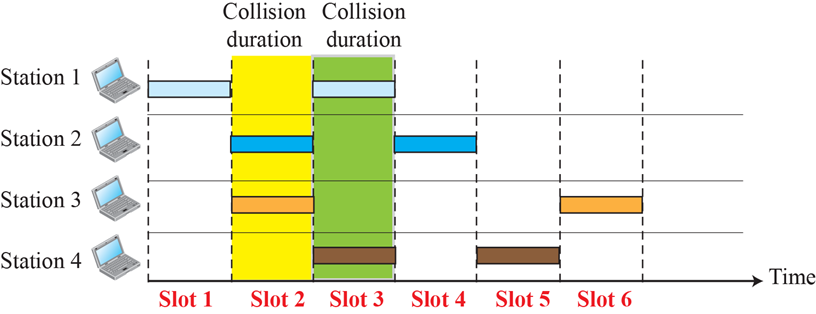 Collision
duration
Collision
duration
Station 1
Station 2
Station 3
Station 4
Time
Slot 1
Slot 2
Slot 3
Slot 4
Slot 5
Slot 6